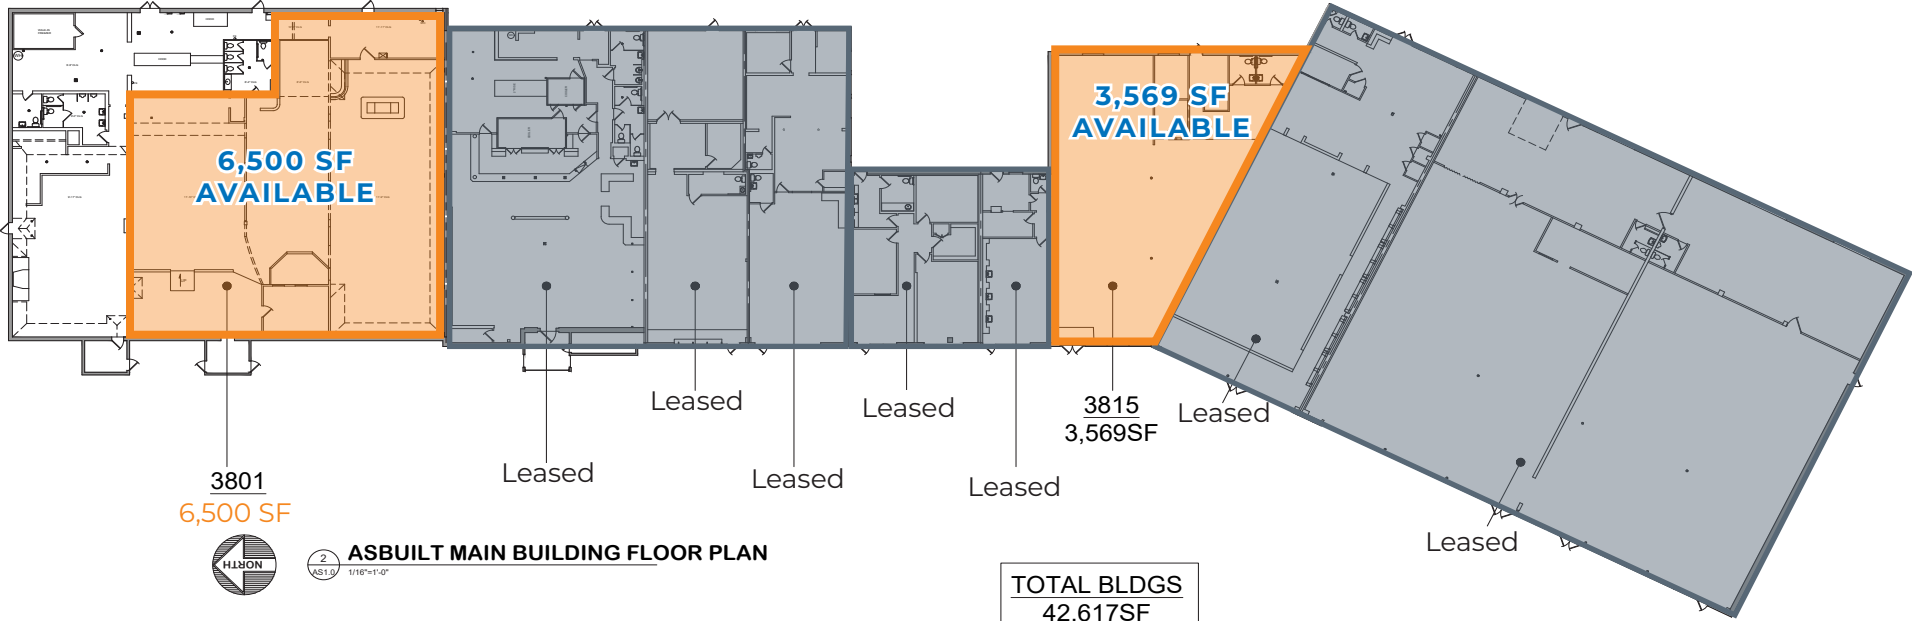 6,500 SF
AVAILABLE
3,569 SF
AVAILABLE
Leased
Leased
Leased
Leased
Leased
3815
3,569SF
Leased
Leased
3801
6,500 SF
NORTH
2
AS1.0
ASBUILT MAIN BUILDING FLOOR PLAN
1/16"=1'-0"
TOTAL BLDGS
42,617SF